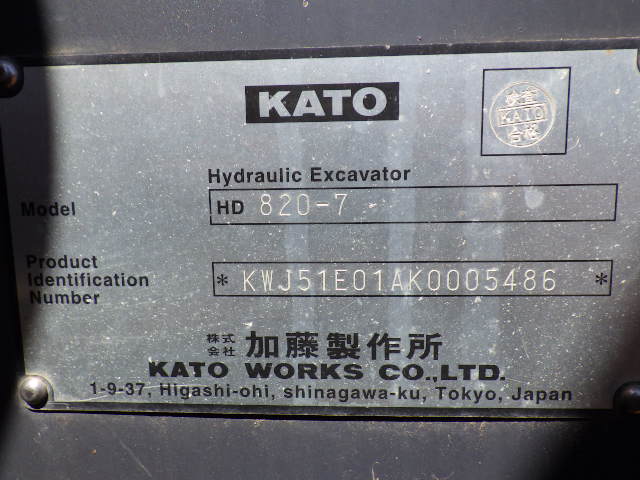 KATO
検査
KATO
合格
Hydraulic Excavator
Model HD 820-7
Product
Identification
Number
* KWJ51E01AK0005486 *
株式
会社 加藤製作所
KATO WORKS CO.,LTD.
1-9-37, Higashi-ohi, shinagawa-ku, Tokyo, Japan